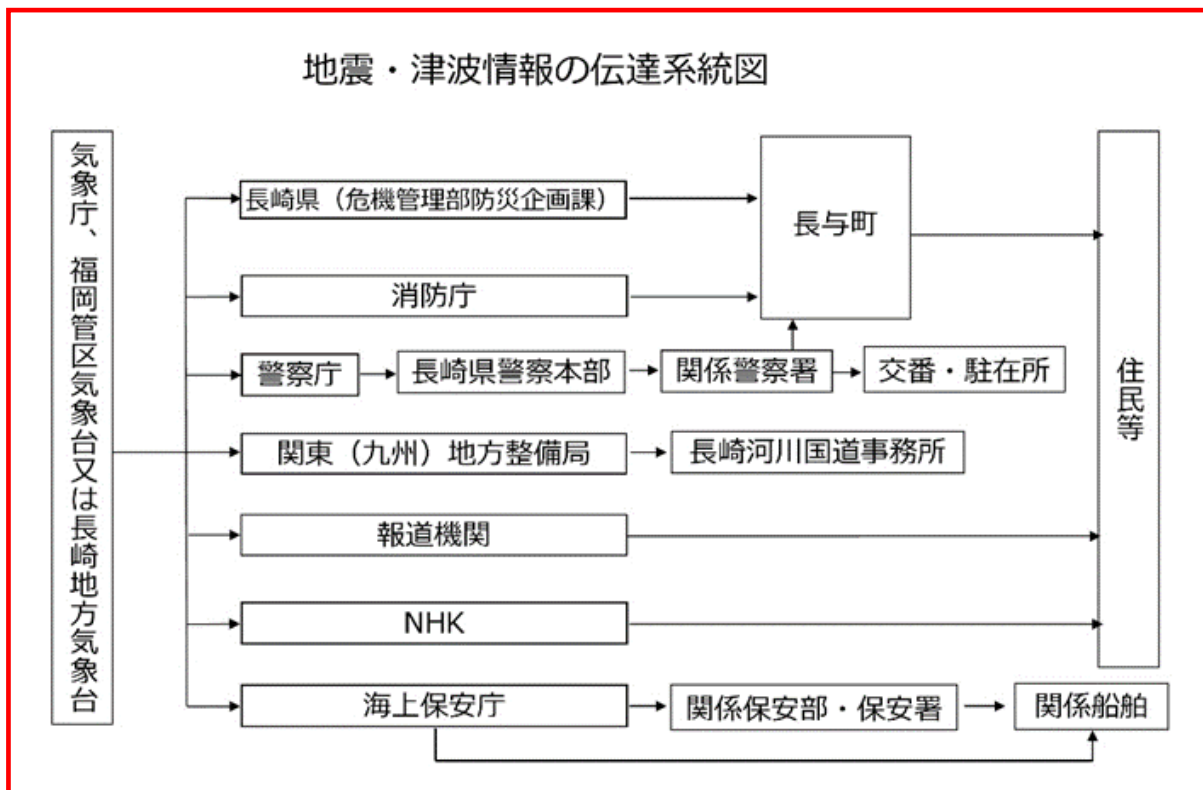 地震・津波情報の伝達系統図
気象庁、福岡管区気象台又は長崎地方気象台
長崎県（危機管理部防災企画課）
長与町
消防庁
警察庁
長崎県警察本部
関係警察署
交番・駐在所
住民等
関東（九州）地方整備局
長崎河川国道事務所
報道機関
NHK
海上保安庁
関係保安部・保安署
関係船舶